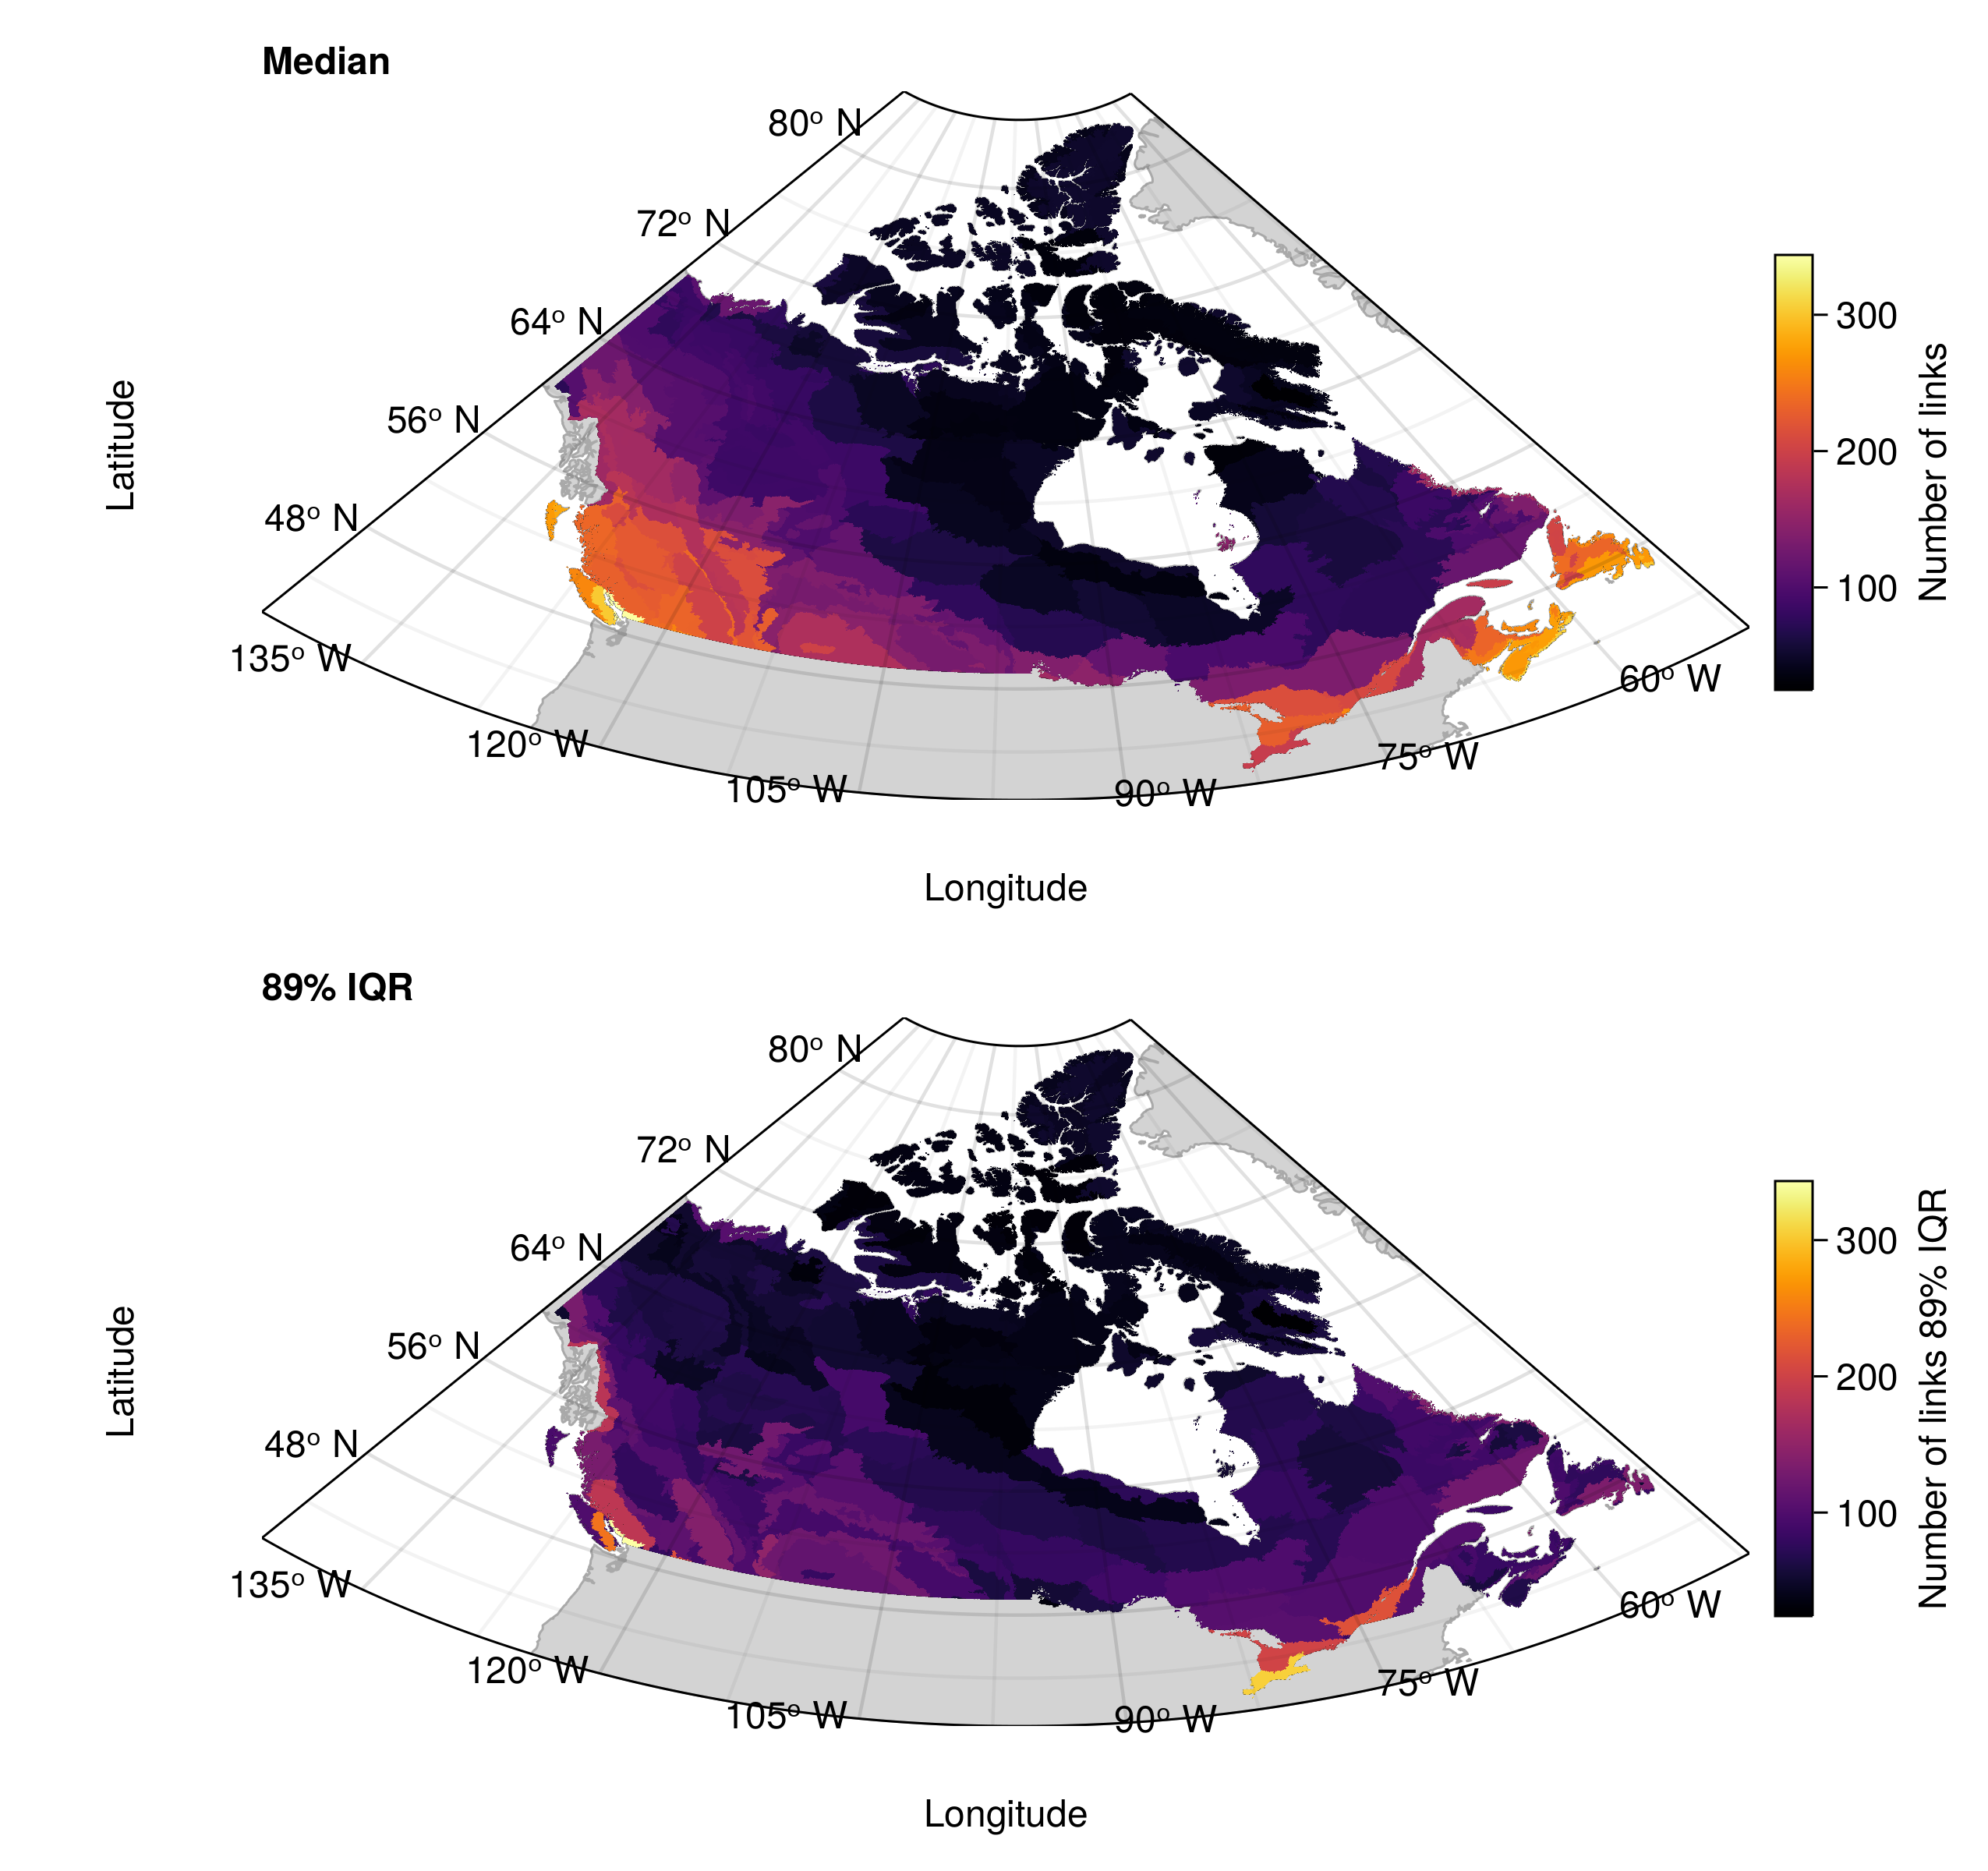 Median
80° N
72° N
64° N
56° N
48° N
135° W
120° W
105° W
90° W
75° W
60° W
Latitude
Longitude
300
200
100
Number of links
89% IQR
80° N
72° N
64° N
56° N
48° N
135° W
120° W
105° W
90° W
75° W
60° W
Latitude
Longitude
300
200
100
Number of links 89% IQR